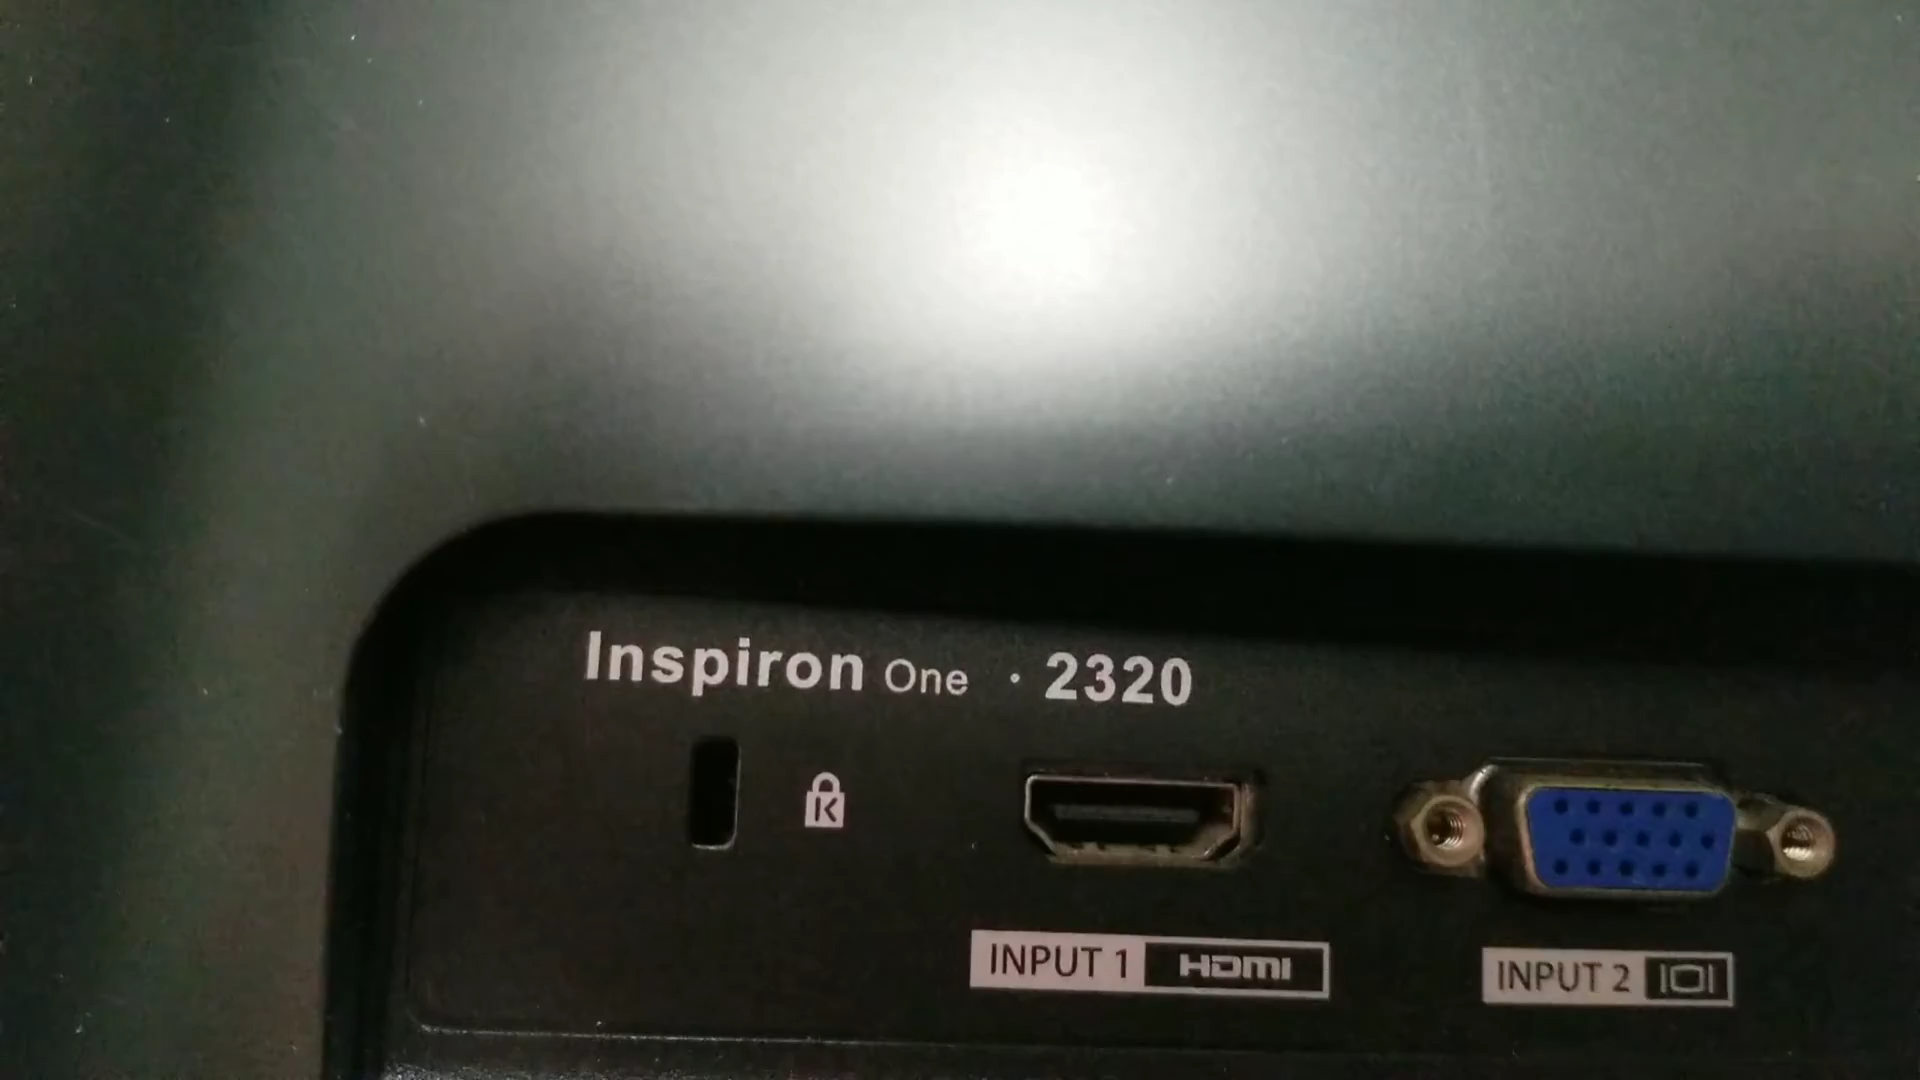 Inspiron One · 2320
K
INPUT 1 HDMI
INPUT 2 |O|